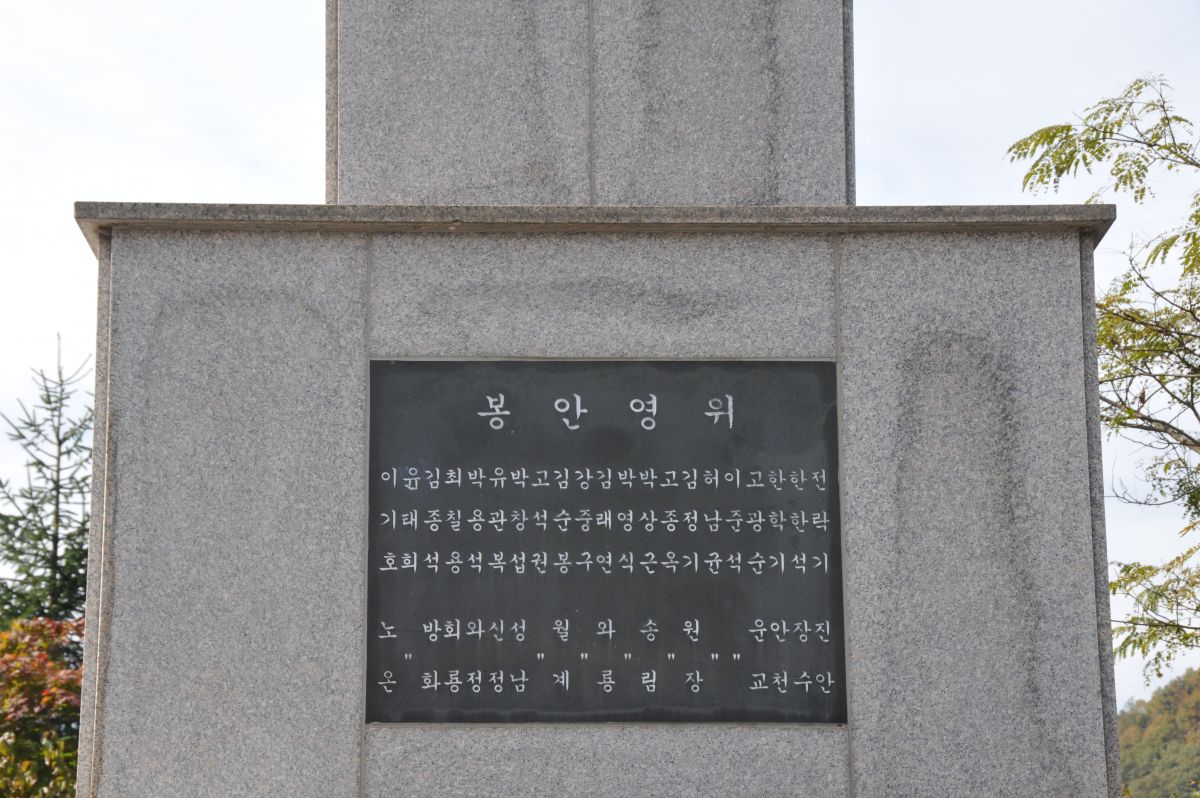 봉 안 영 위
전락기 진안
한한석 장수
한학기 안천
고광순 운교
이준석 "
허남균 "
김정기 원장
고종옥 "
박상근 송림
박영식 "
김래연 와룡
강중구 "
김순봉 월계
고석권 "
박창섭 성남
유관복 신정
박용석 와정
최칠용 회룡
김종석 방화
윤태희 "
이기호 노은